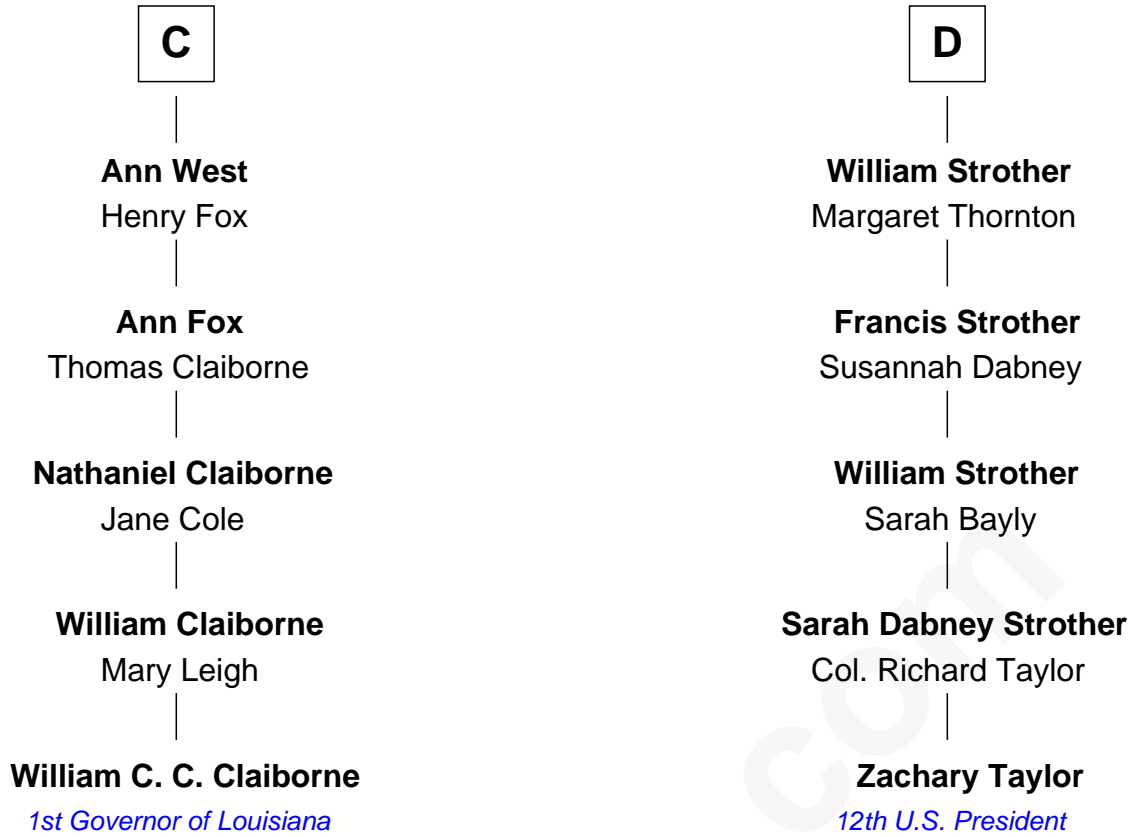 C
Ann West
Henry Fox
Ann Fox
Thomas Claiborne
Nathaniel Claiborne
Jane Cole
William Claiborne
Mary Leigh
William C. C. Claiborne
1st Governor of Louisiana
D
William Strother
Margaret Thornton
Francis Strother
Susannah Dabney
William Strother
Sarah Bayly
Sarah Dabney Strother
Col. Richard Taylor
Zachary Taylor
12th U.S. President
com